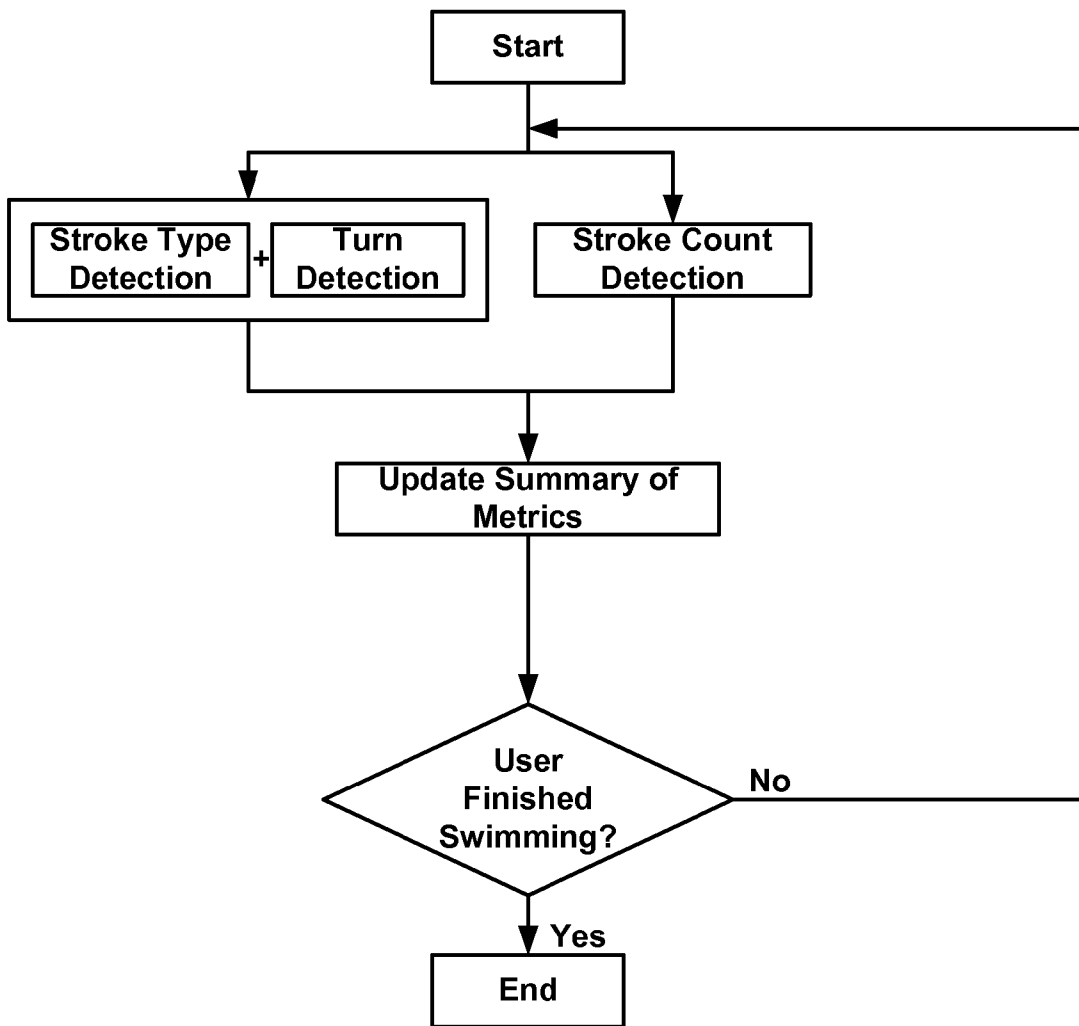 Start
Stroke Type
Detection
+
Turn
Detection
Stroke Count
Detection
Update Summary of
Metrics
User
Finished
Swimming?
No
Yes
End